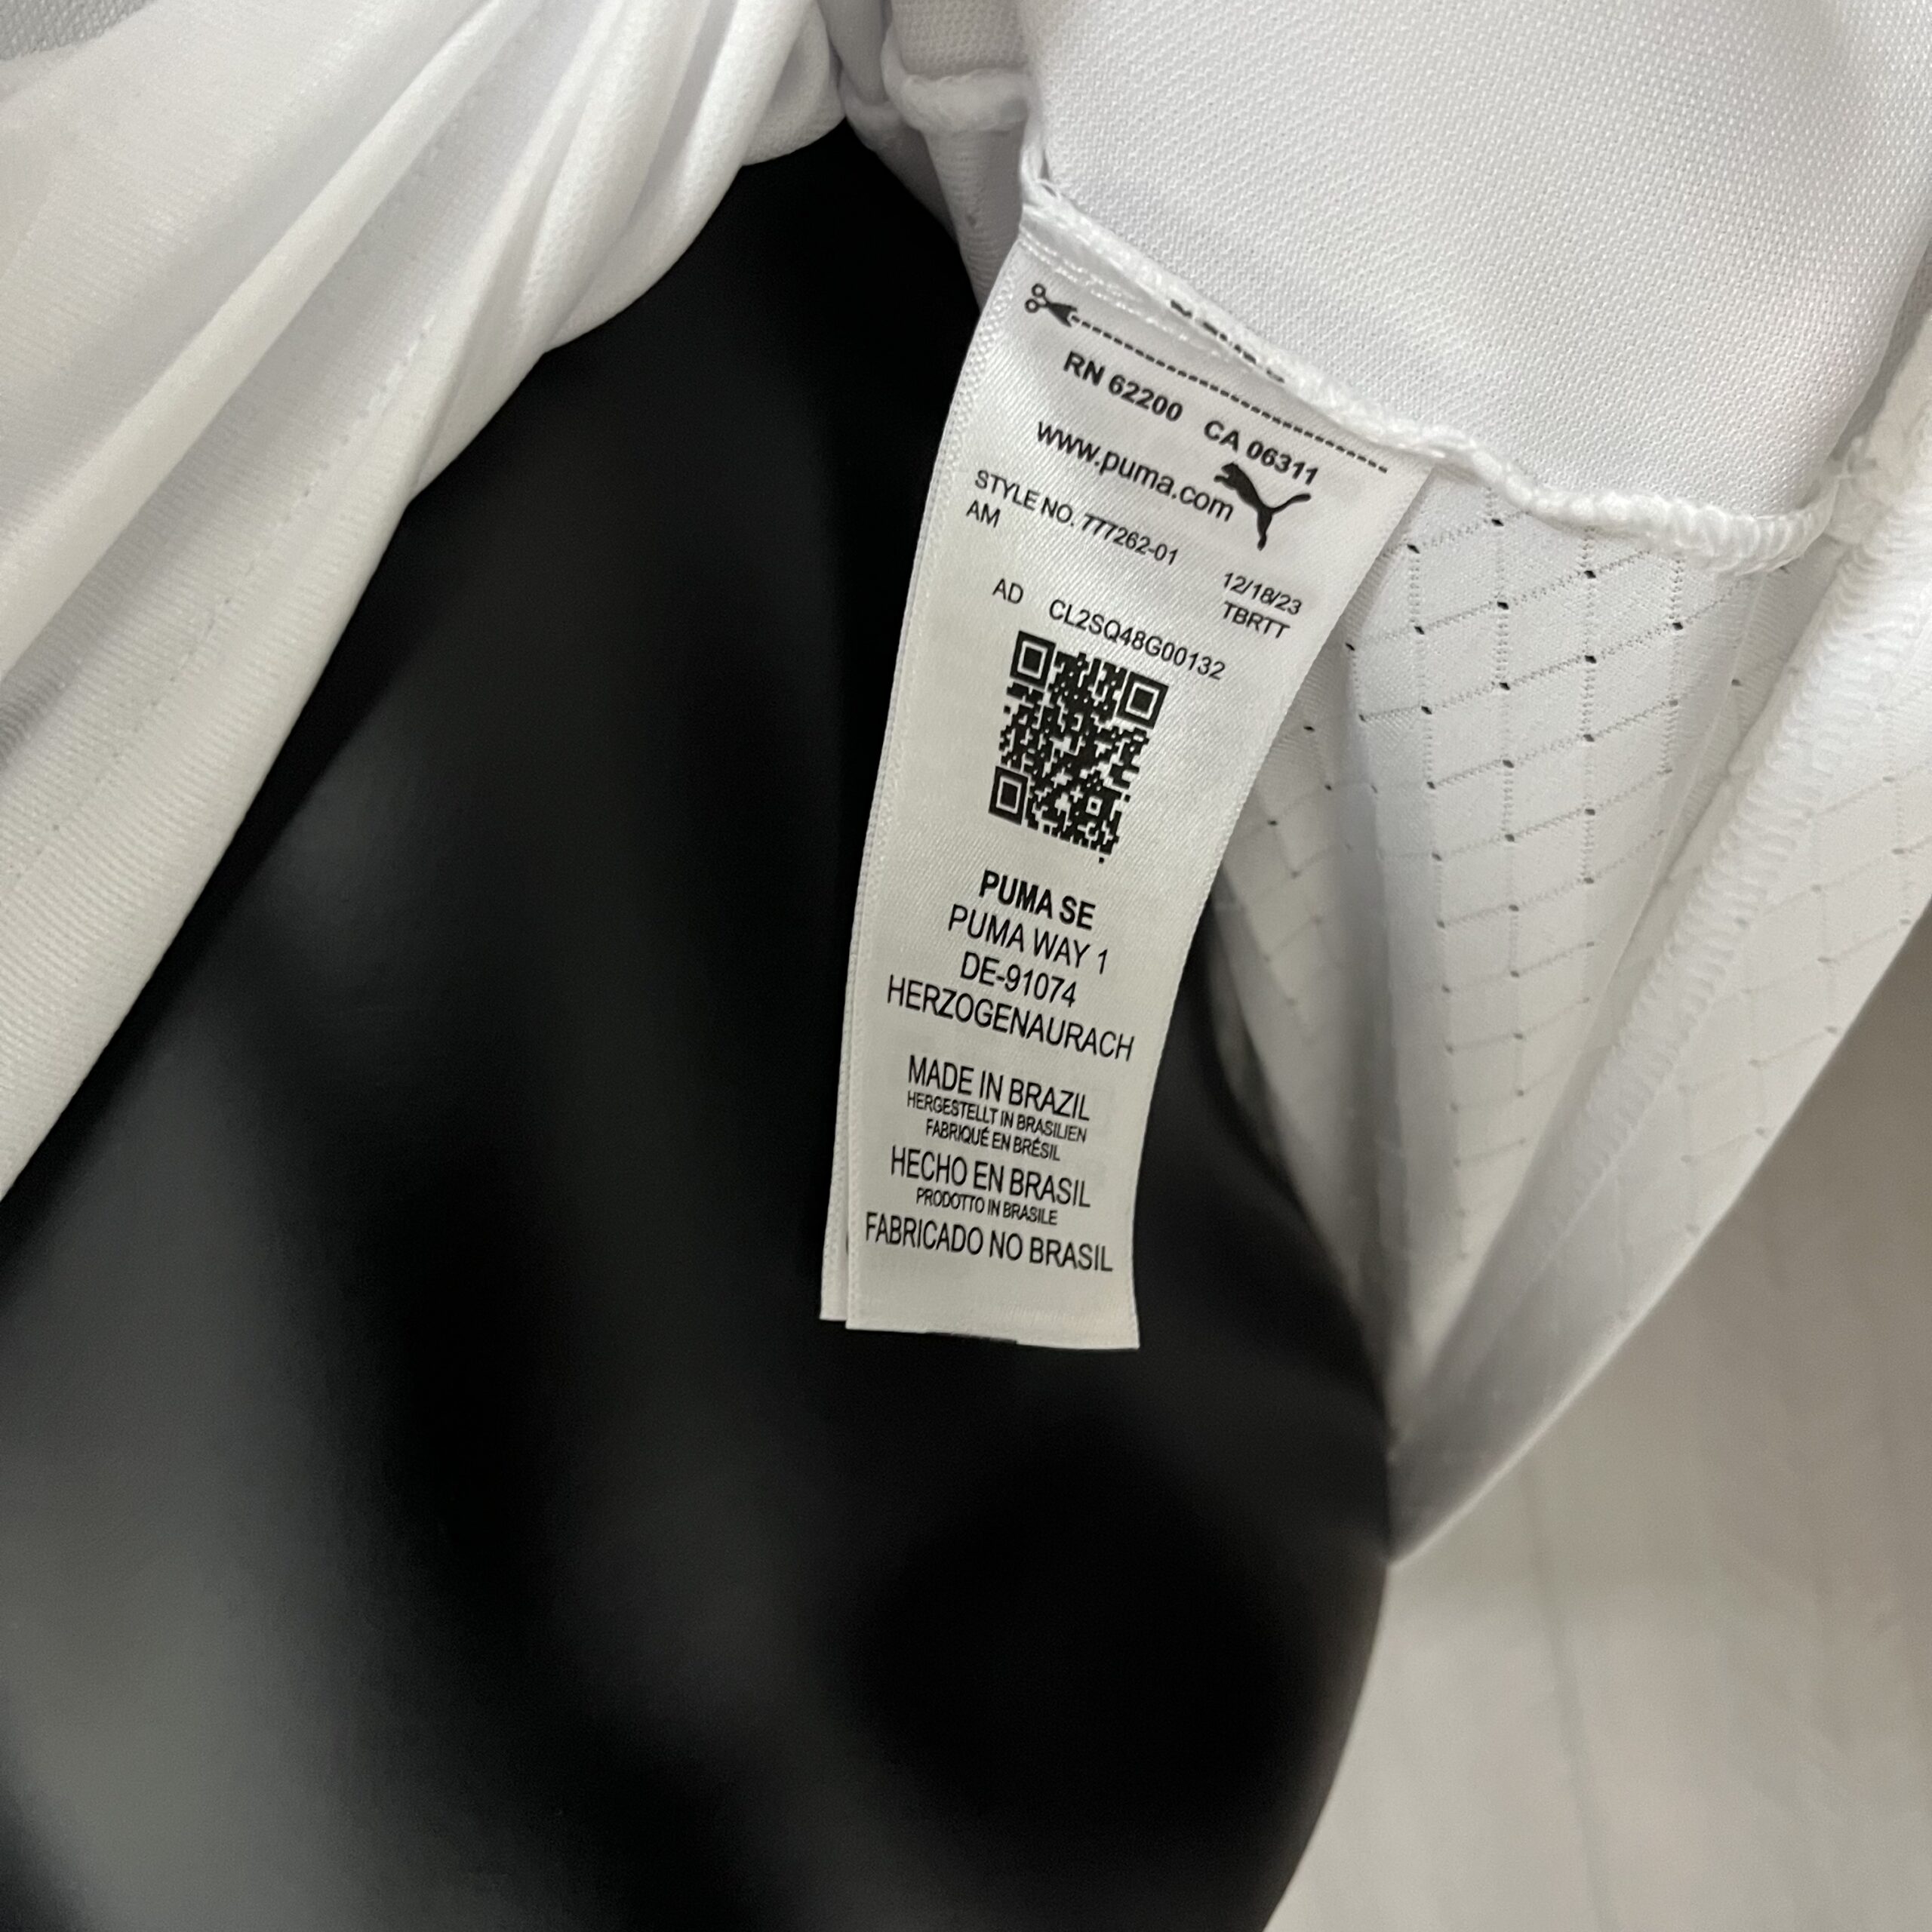 RN 62200 CA 06311
www.puma.com
STYLE NO. 777262-01
AM
12/18/23
TBRTT
AD CL2SQ48G00132
PUMA SE
PUMA WAY 1
DE-91074
HERZOGENAURACH
MADE IN BRAZIL
HERGESTELLT IN BRASILIEN
FABRIQUÉ EN BRÉSIL
HECHO EN BRASIL
PRODOTTO IN BRASILE
FABRICADO NO BRASIL